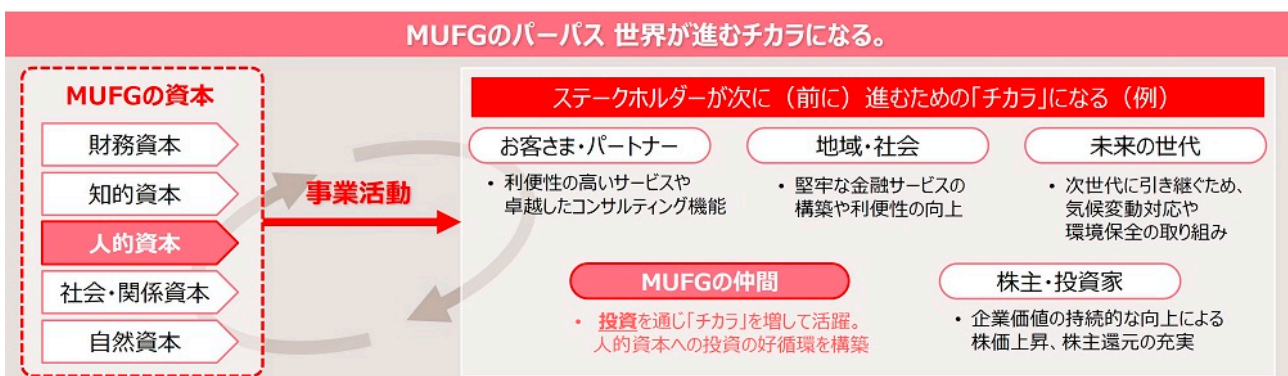 MUFGのパーパス 世界が進むチカラになる。
MUFGの資本
財務資本
知的資本
人的資本
社会・関係資本
自然資本
事業活動
ステークホルダーが次に（前に）進むための「チカラ」になる（例）
お客さま・パートナー
• 利便性の高いサービスや
卓越したコンサルティング機能
地域・社会
• 堅牢な金融サービスの
構築や利便性の向上
未来の世代
• 次世代に引き継ぐため、
気候変動対応や
環境保全の取り組み
MUFGの仲間
• 投資を通じ「チカラ」を増して活躍。
人的資本への投資の好循環を構築
株主・投資家
• 企業価値の持続的な向上による
株価上昇、株主還元の充実